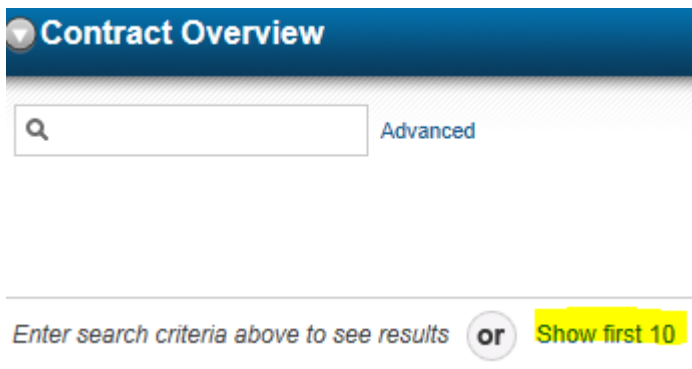 Contract Overview
Advanced
Enter search criteria above to see results or Show first 10